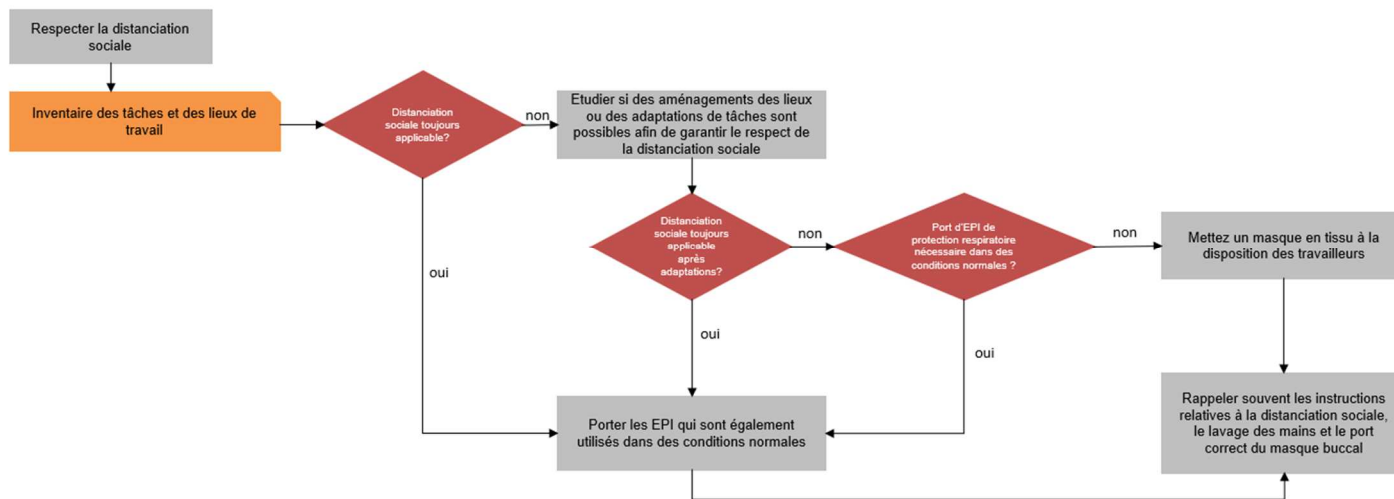 Respecter la distanciation
sociale
Inventaire des tâches et des lieux de
travail
Distanciation
sociale toujours
applicable?
non
Etudier si des aménagements des lieux
ou des adaptations de tâches sont
possibles afin de garantir le respect de
la distanciation sociale
oui
Distanciation
sociale toujours
applicable
après
adaptations?
non
Port d'EPI de
protection respiratoire
nécessaire dans des
conditions normales ?
non
Mettez un masque en tissu à la
disposition des travailleurs
oui
oui
Porter les EPI qui sont également
utilisés dans des conditions normales
Rappeler souvent les instructions
relatives à la distanciation sociale,
le lavage des mains et le port
correct du masque buccal